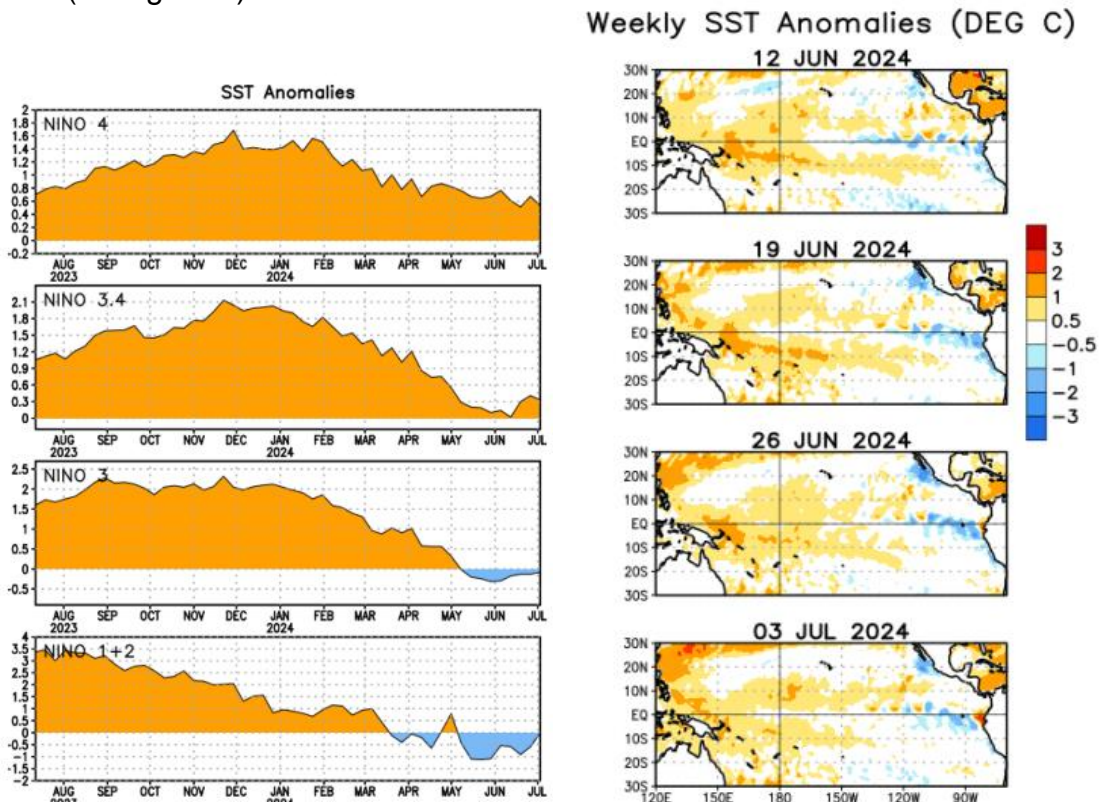 Weekly SST Anomalies (DEG C)
SST Anomalies
NINO 4
2
1.8
1.6
1.4
1.2
1
0.8
0.6
0.4
0.2
0
-0.2
AUG SEP OCT NOV DEC JAN FEB MAR APR MAY JUN JUL
2023 2024
NINO 3.4
2.1
1.8
1.5
1.2
0.9
0.6
0.3
0
AUG SEP OCT NOV DEC JAN FEB MAR APR MAY JUN JUL
2023 2024
NINO 3
2.5
2
1.5
1
0.5
0
-0.5
AUG SEP OCT NOV DEC JAN FEB MAR APR MAY JUN JUL
2023 2024
NINO 1+2
4
3.5
3
2.5
2
1.5
1
0.5
0
-0.5
-1
-1.5
-2
AUG SEP OCT NOV DEC JAN FEB MAR APR MAY JUN JUL
12 JUN 2024
30N
20N
10N
EQ
10S
20S
30S
19 JUN 2024
30N
20N
10N
EQ
10S
20S
30S
26 JUN 2024
30N
20N
10N
EQ
10S
20S
30S
03 JUL 2024
30N
20N
10N
EQ
10S
20S
30S
120E 150E 180 150W 120W 90W
3
2
1
0.5
-0.5
-1
-2
-3